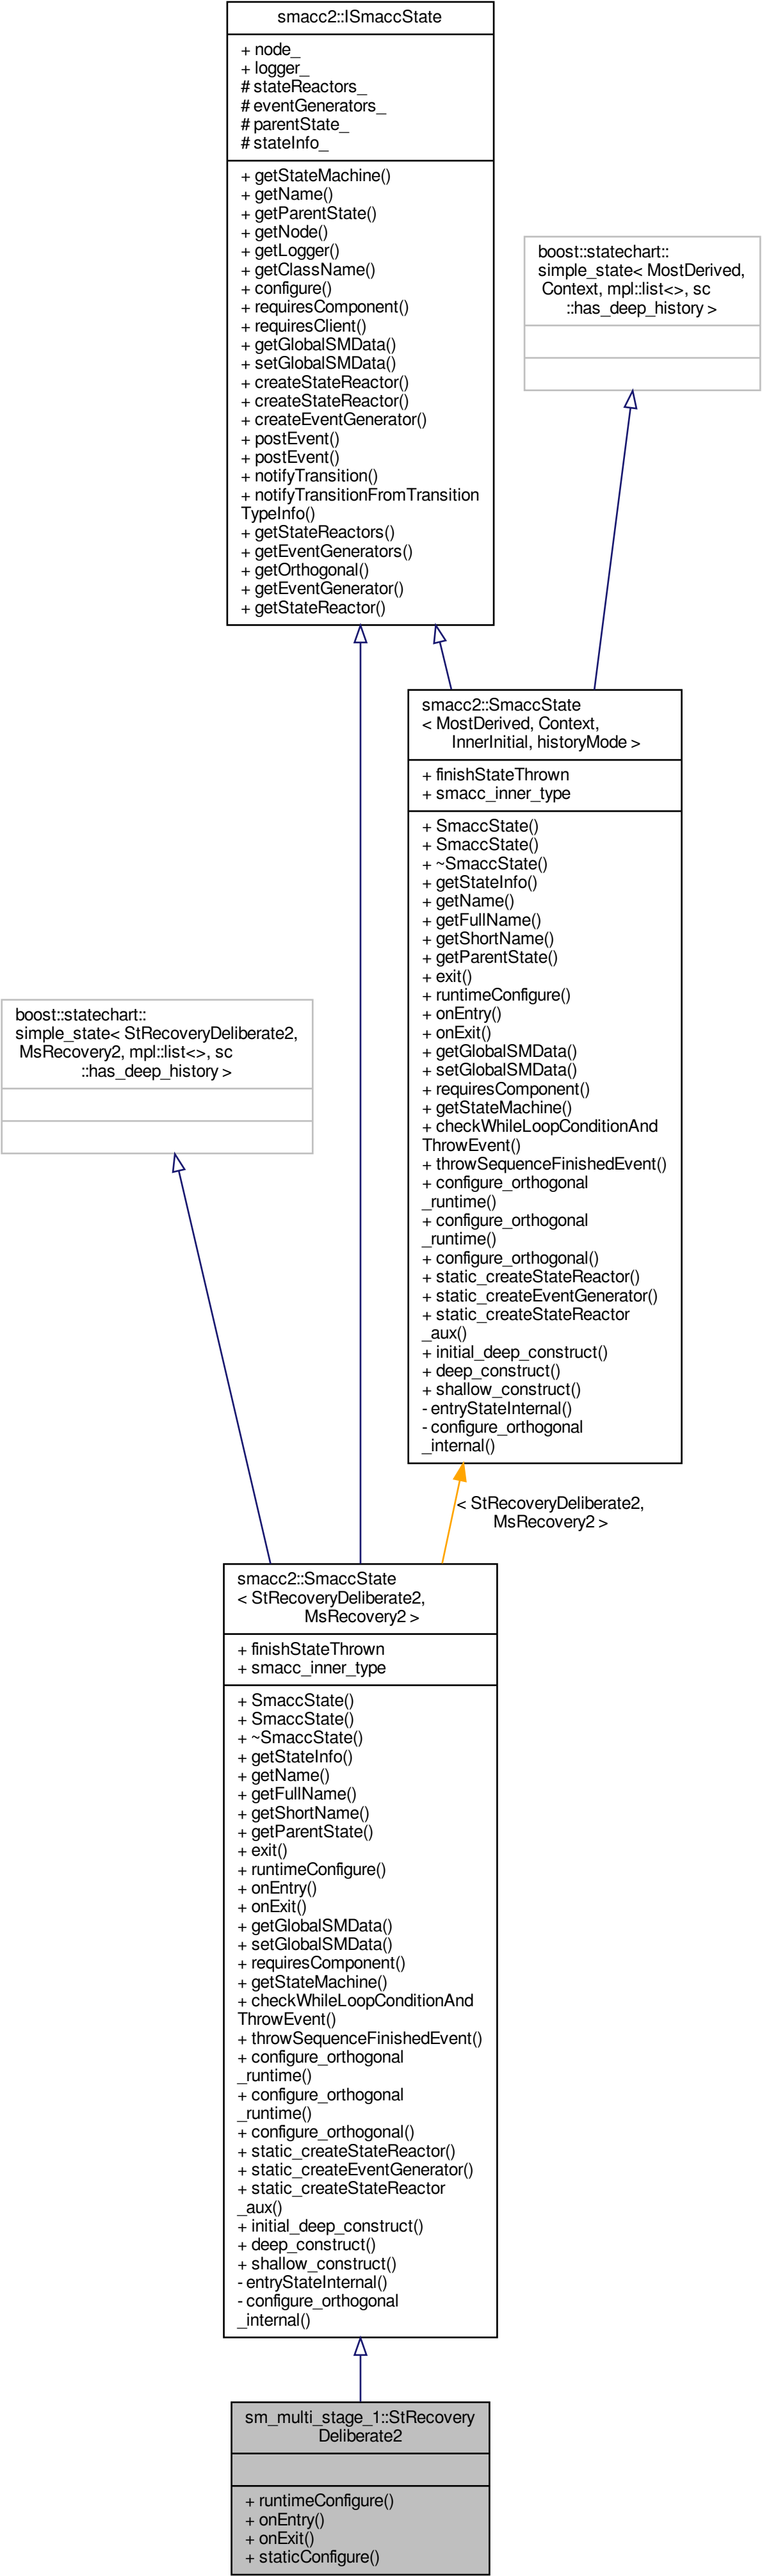 smacc2::ISmaccState
+ node_
+ logger_
# stateReactors_
# eventGenerators_
# parentState_
# stateInfo_
+ getStateMachine()
+ getName()
+ getParentState()
+ getNode()
+ getLogger()
+ getClassName()
+ configure()
+ requiresComponent()
+ requiresClient()
+ getGlobalSMData()
+ setGlobalSMData()
+ createStateReactor()
+ createStateReactor()
+ createEventGenerator()
+ postEvent()
+ postEvent()
+ notifyTransition()
+ notifyTransitionFromTransition
TypeInfo()
+ getStateReactors()
+ getEventGenerators()
+ getOrthogonal()
+ getEventGenerator()
+ getStateReactor()
boost::statechart::
simple_state< MostDerived,
Context, mpl::list<>, sc
::has_deep_history >
smacc2::SmaccState
< MostDerived, Context,
InnerInitial, historyMode >
+ finishStateThrown
+ smacc_inner_type
+ SmaccState()
+ SmaccState()
+ ~SmaccState()
+ getStateInfo()
+ getName()
+ getFullName()
+ getShortName()
+ getParentState()
+ exit()
+ runtimeConfigure()
+ onEntry()
+ onExit()
+ getGlobalSMData()
+ setGlobalSMData()
+ requiresComponent()
+ getStateMachine()
+ checkWhileLoopConditionAnd
ThrowEvent()
+ throwSequenceFinishedEvent()
+ configure_orthogonal
_runtime()
+ configure_orthogonal
_runtime()
+ configure_orthogonal()
+ static_createStateReactor()
+ static_createEventGenerator()
+ static_createStateReactor
_aux()
+ initial_deep_construct()
+ deep_construct()
+ shallow_construct()
- entryStateInternal()
- configure_orthogonal
_internal()
boost::statechart::
simple_state< StRecoveryDeliberate2,
MsRecovery2, mpl::list<>, sc
::has_deep_history >
< StRecoveryDeliberate2,
MsRecovery2 >
smacc2::SmaccState
< StRecoveryDeliberate2,
MsRecovery2 >
+ finishStateThrown
+ smacc_inner_type
+ SmaccState()
+ SmaccState()
+ ~SmaccState()
+ getStateInfo()
+ getName()
+ getFullName()
+ getShortName()
+ getParentState()
+ exit()
+ runtimeConfigure()
+ onEntry()
+ onExit()
+ getGlobalSMData()
+ setGlobalSMData()
+ requiresComponent()
+ getStateMachine()
+ checkWhileLoopConditionAnd
ThrowEvent()
+ throwSequenceFinishedEvent()
+ configure_orthogonal
_runtime()
+ configure_orthogonal
_runtime()
+ configure_orthogonal()
+ static_createStateReactor()
+ static_createEventGenerator()
+ static_createStateReactor
_aux()
+ initial_deep_construct()
+ deep_construct()
+ shallow_construct()
- entryStateInternal()
- configure_orthogonal
_internal()
sm_multi_stage_1::StRecovery
Deliberate2
+ runtimeConfigure()
+ onEntry()
+ onExit()
+ staticConfigure()